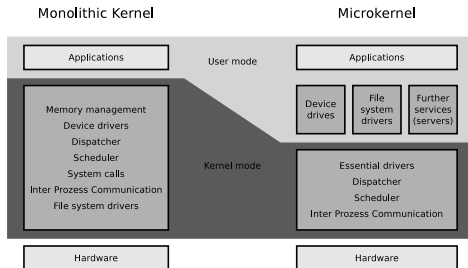 Monolithic Kernel
Applications
Memory management
Device drivers
Dispatcher
Scheduler
System calls
Inter Prozess Communication
File system drivers
Hardware
User mode
Kernel mode
Microkernel
Applications
Device
drives
File
system
drivers
Further
services
(servers)
Essential drivers
Dispatcher
Scheduler
Inter Prozess Communication
Hardware